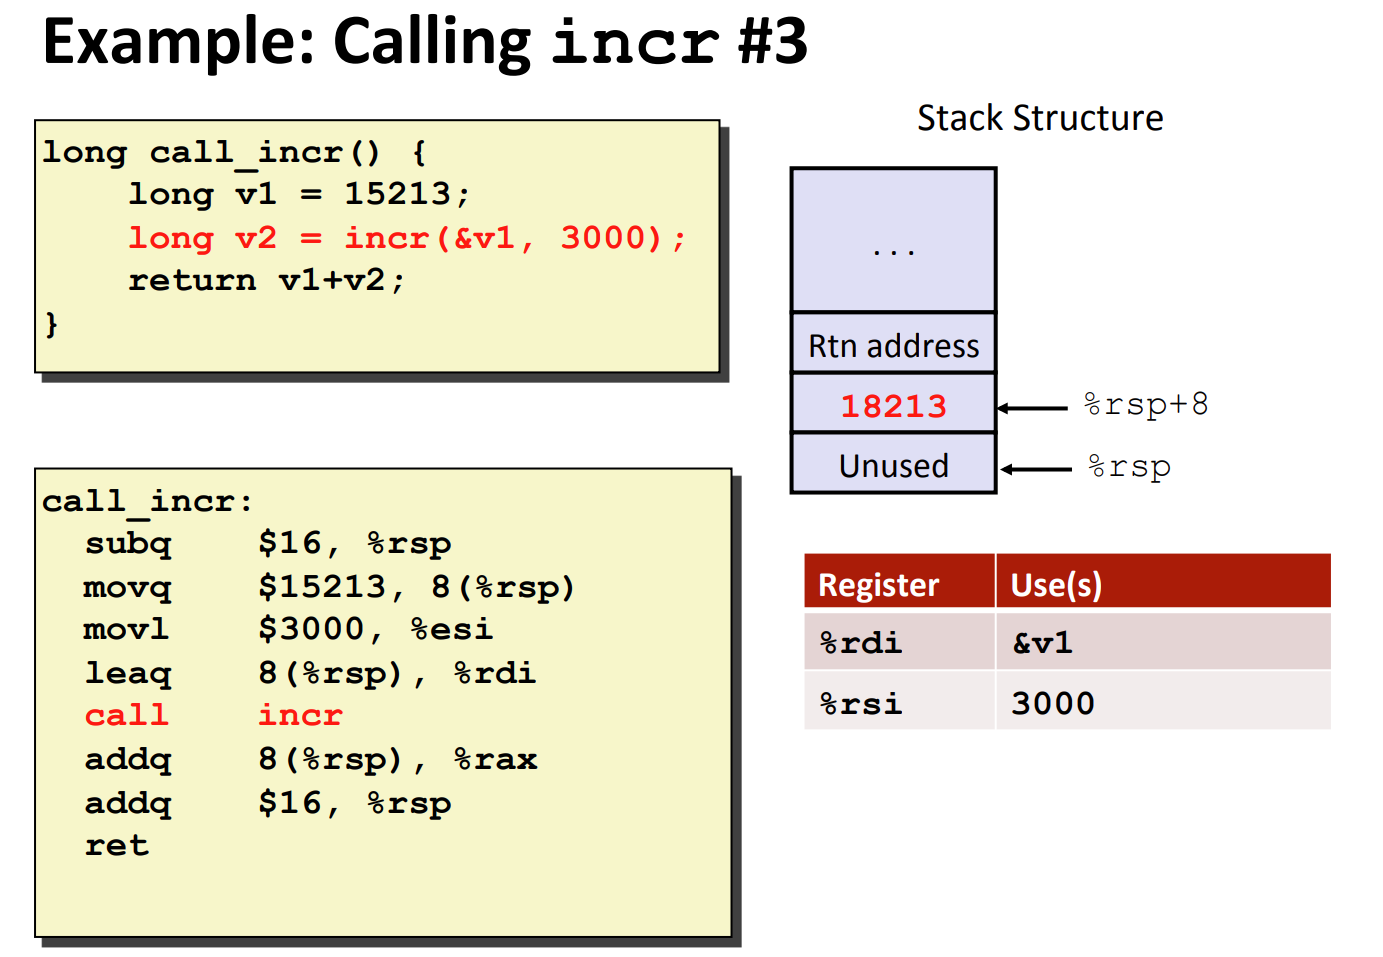 Example: Calling incr #3
long call_incr() {
    long v1 = 15213;
    long v2 = incr(&v1, 3000);
    return v1+v2;
}
call_incr:
  subq    $16, %rsp
  movq    $15213, 8(%rsp)
  movl    $3000, %esi
  leaq    8(%rsp), %rdi
  call    incr
  addq    8(%rsp), %rax
  addq    $16, %rsp
  ret
Stack Structure
...
Rtn address
18213 %rsp+8
Unused %rsp
Register Use(s)
%rdi &v1
%rsi 3000